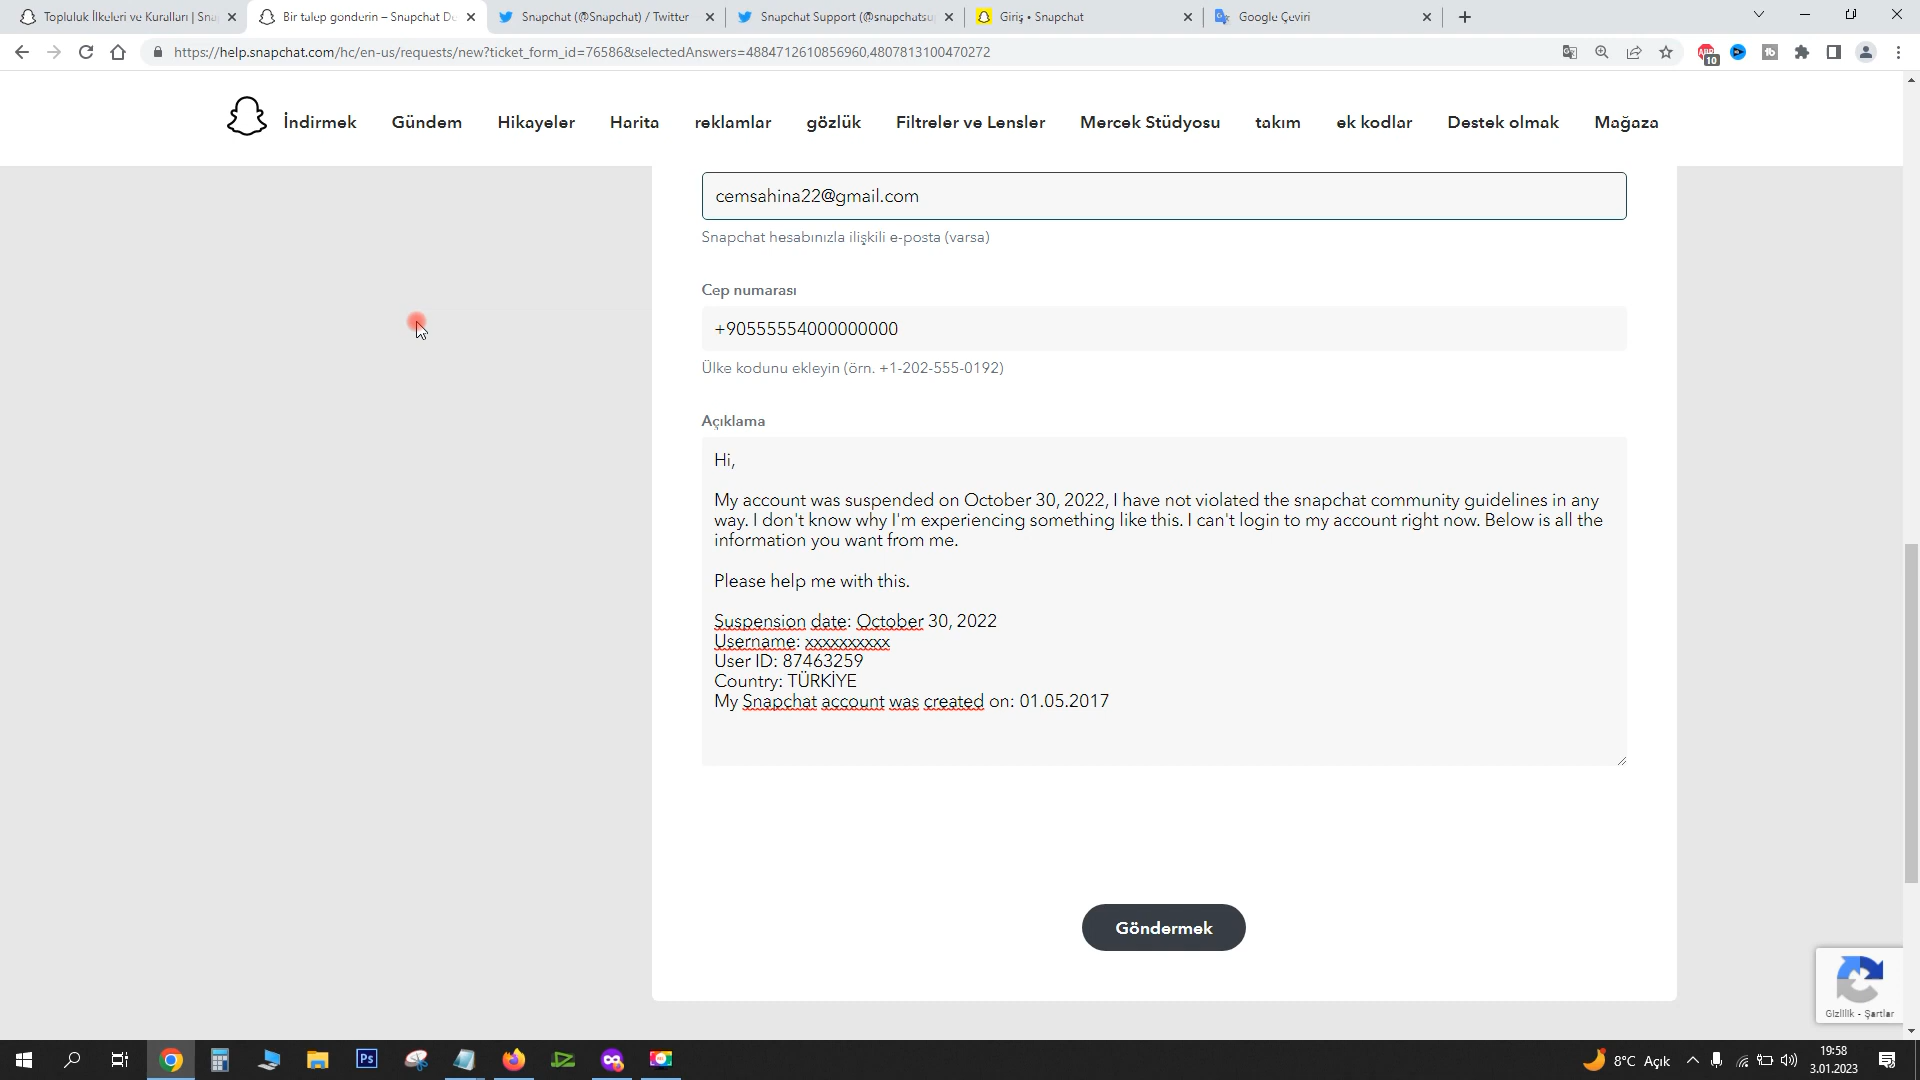 Topluluk İlkeleri ve Kuralları | Sna
Bir talep gönderin – Snapchat De
Snapchat (@Snapchat) / Twitter
Snapchat Support (@snapchatsu
Giriş • Snapchat
Google Çeviri
https://help.snapchat.com/hc/en-us/requests/new?ticket_form_id=76586&selectedAnswers=4884712610856960,4807813100470272
ABP
10
İndirmek
Gündem
Hikayeler
Harita
reklamlar
gözlük
Filtreler ve Lensler
Mercek Stüdyosu
takım
ek kodlar
Destek olmak
Mağaza
cemsahina22@gmail.com
Snapchat hesabınızla ilişkili e-posta (varsa)
Cep numarası
+90555554000000000
Ülke kodunu ekleyin (örn. +1-202-555-0192)
Açıklama
Hi,
My account was suspended on October 30, 2022, I have not violated the snapchat community guidelines in any
way. I don't know why I'm experiencing something like this. I can't login to my account right now. Below is all the
information you want from me.
Please help me with this.
Suspension date: October 30, 2022
Username: xxxxxxxxxx
User ID: 87463259
Country: TÜRKİYE
My Snapchat account was created on: 01.05.2017
Göndermek
Gizlilik - Şartlar
Ps
8°C Açık
19:58
3.01.2023